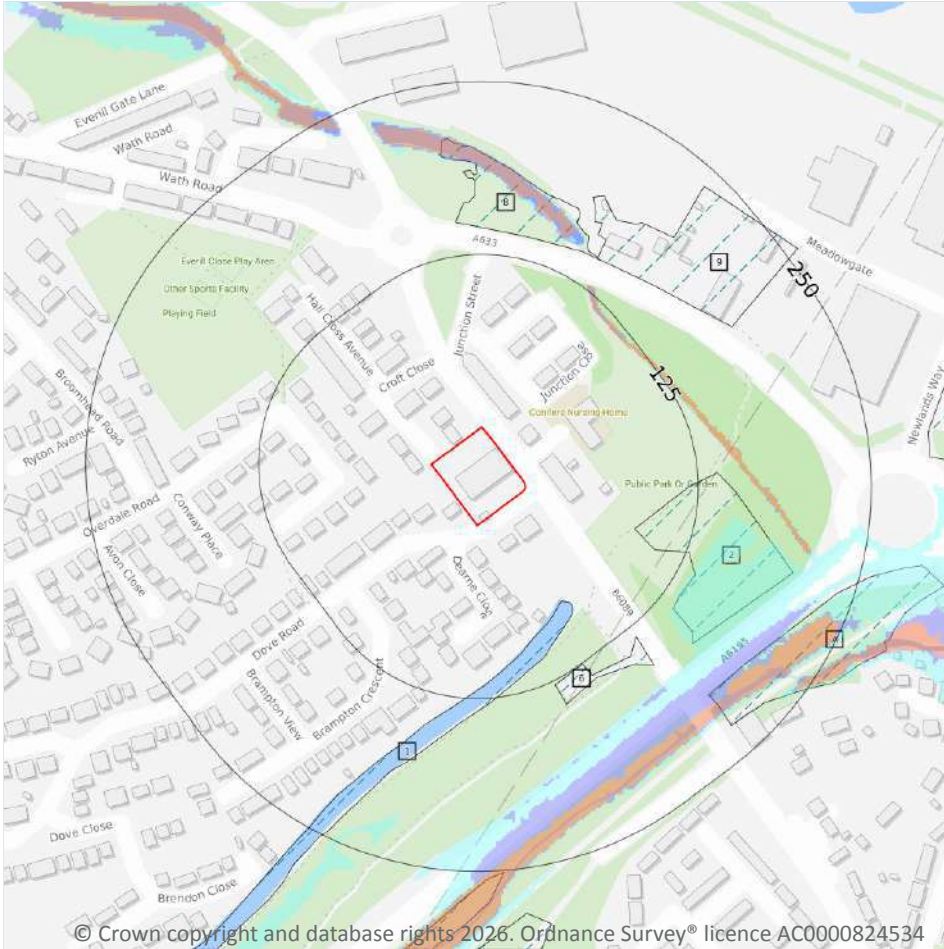 Everill Gate Lane
Wath Road
Wath Road
8
A633
9
Meadowgate
250
Everill Close Play Area
Other Sports Facility
Playing Field
Hall Cross Avenue
Junction Street
Croft Close
125
Conifers Nursing Home
Newlands Way
Broomhead Road
Ryton Avenue
Public Park Or Garden
Overdale Road
Conway Place
Avon Close
2
Dearne Close
B6089
A6195
Dove Road
6
Brampton View
Brampton Crescent
1
Dove Close
Brendon Close
© Crown copyright and database rights 2026. Ordnance Survey® licence AC0000824534